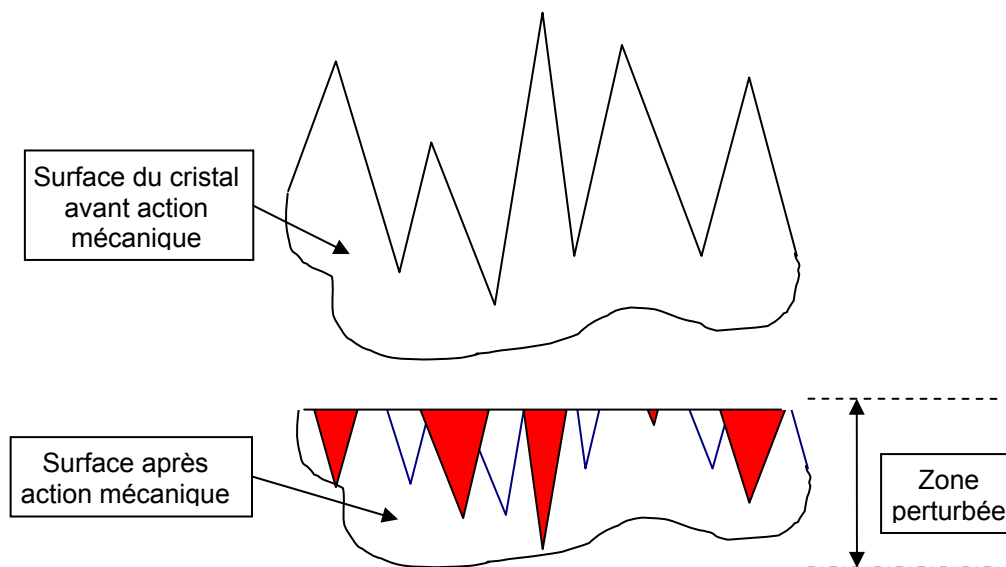 Surface du cristal
avant action
mécanique
Surface après
action mécanique
Zone
perturbée